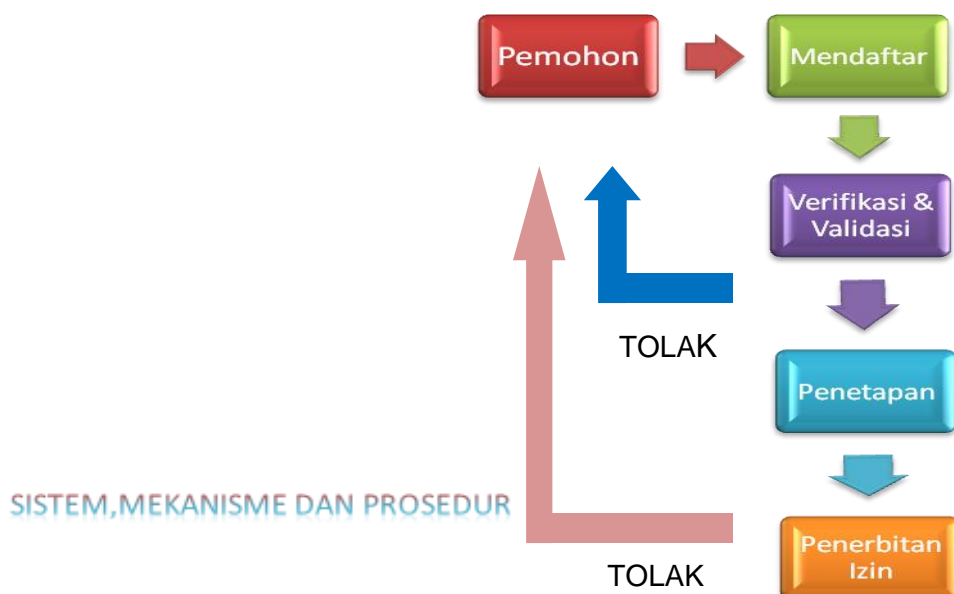 Pemohon
Mendaftar
Verifikasi &
Validasi
TOLAK
Penetapan
SISTEM,MEKANISME DAN PROSEDUR
Penerbitan
Izin
TOLAK